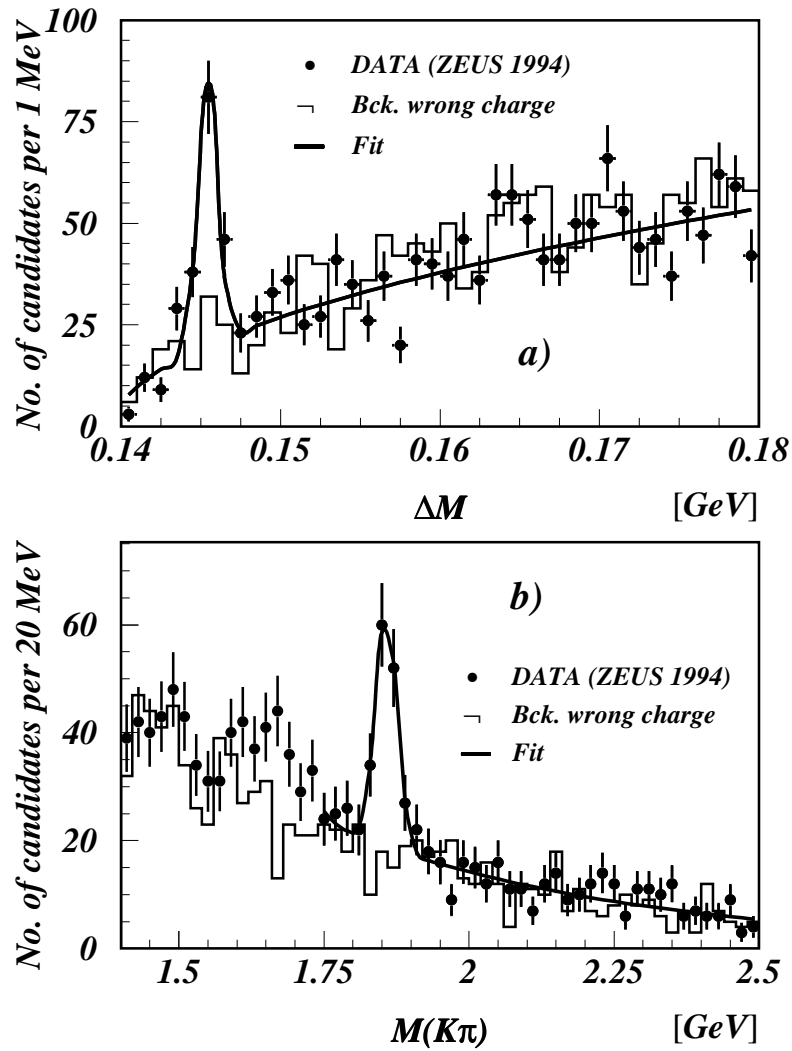 No. of candidates per 1 MeV
100
75
50
25
0
DATA (ZEUS 1994)
Bck. wrong charge
Fit
a)
0.14 0.15 0.16 0.17 0.18
ΔM [GeV]
No. of candidates per 20 MeV
60
40
20
0
b)
DATA (ZEUS 1994)
Bck. wrong charge
Fit
1.5 1.75 2 2.25 2.5
M(Kπ) [GeV]